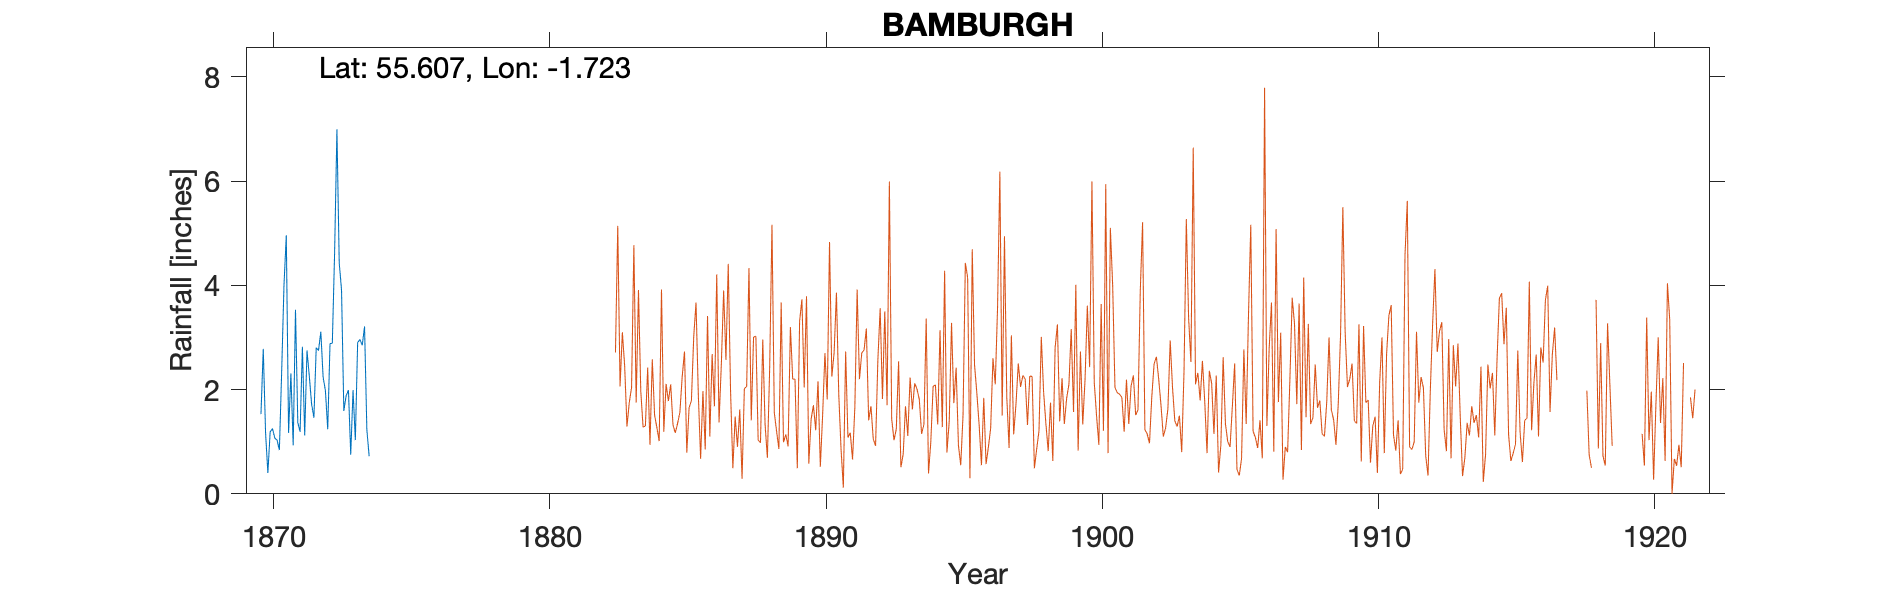 BAMBURGH
Lat: 55.607, Lon: -1.723
Rainfall [inches]
8
6
4
2
0
1870 1880 1890 1900 1910 1920
Year